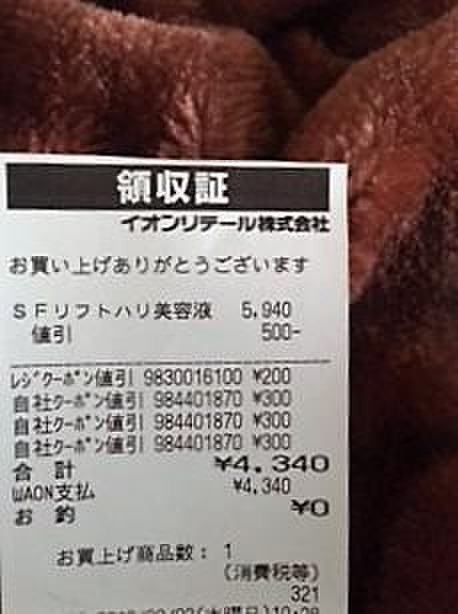 領収証
イオンリテール株式会社
お買い上げありがとうございます
SFリフトハリ美容液 5,940
値引 500-
レジクーポン値引 9830016100 ¥200
自社クーポン値引 984401870 ¥300
自社クーポン値引 984401870 ¥300
自社クーポン値引 984401870 ¥300
合計 ¥4,340
WAON支払 ¥4,340
お釣 ¥0
お買上げ商品数: 1
(消費税等)
321